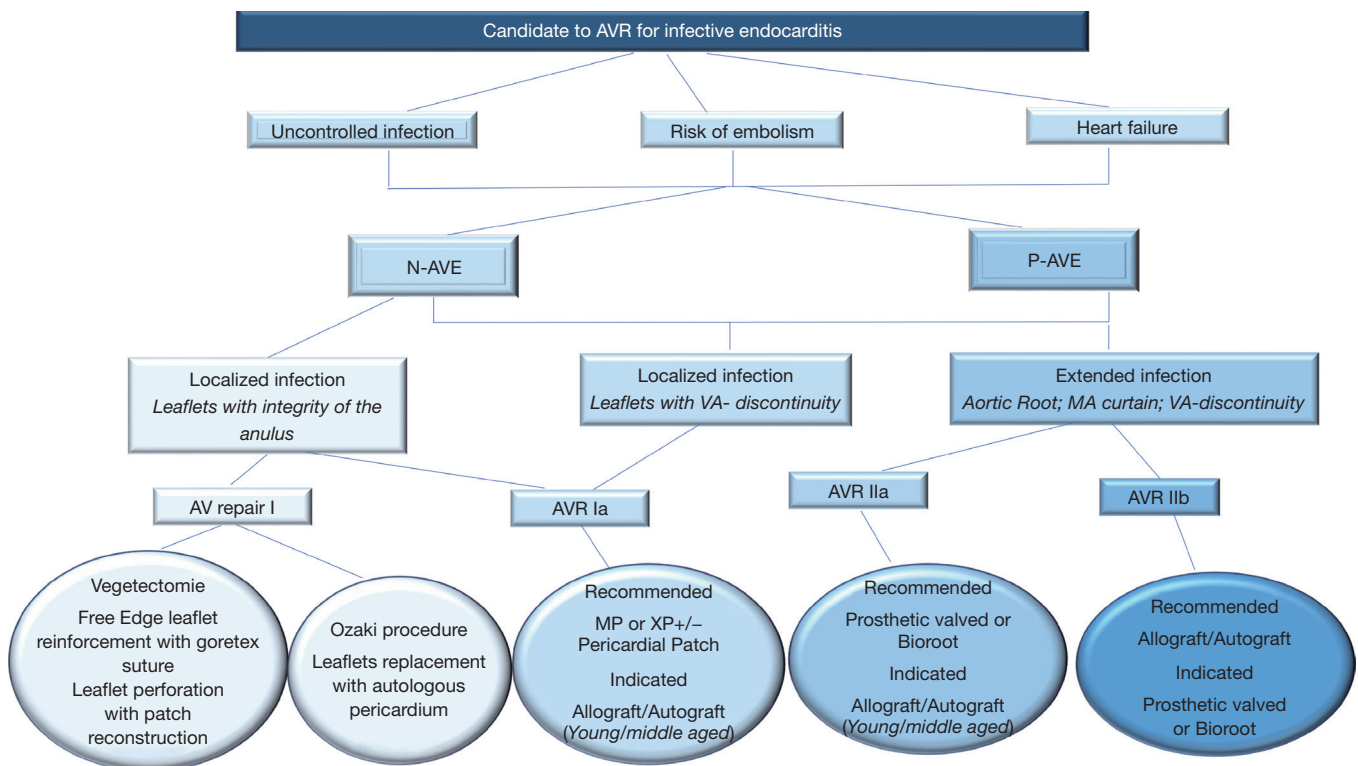 Candidate to AVR for infective endocarditis
Uncontrolled infection
Risk of embolism
Heart failure
N-AVE
P-AVE
Localized infection
Leaflets with integrity of the
anulus
Localized infection
Leaflets with VA- discontinuity
Extended infection
Aortic Root; MA curtain; VA-discontinuity
AV repair I
AVR Ia
AVR IIa
AVR IIb
Vegetectomie
Free Edge leaflet
reinforcement with goretex
suture
Leaflet perforation
with patch
reconstruction
Ozaki procedure
Leaflets replacement
with autologous
pericardium
Recommended
MP or XP+/–
Pericardial Patch
Indicated
Allograft/Autograft
(Young/middle aged)
Recommended
Prosthetic valved or
Bioroot
Indicated
Allograft/Autograft
(Young/middle aged)
Recommended
Allograft/Autograft
Indicated
Prosthetic valved
or Bioroot